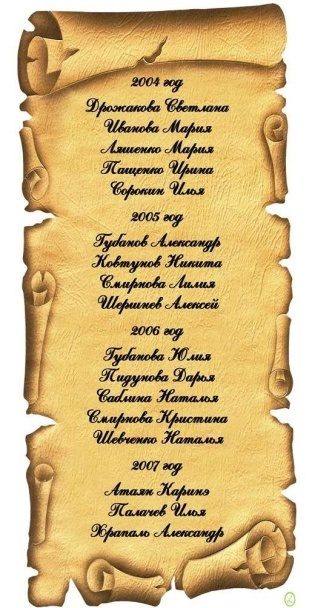 2004 год
Дрожакова Светлана
Иванова Мария
Ляшенко Мария
Пащенко Ирина
Сорокин Илья
2005 год
Губанов Александр
Ковтунов Никита
Смирнова Лилия
Шеринев Алексей
2006 год
Губанова Юлия
Пидунова Дарья
Саблина Наталья
Смирнова Кристина
Шевченко Наталья
2007 год
Атаян Каринэ
Палачев Илья
Храпаль Александр